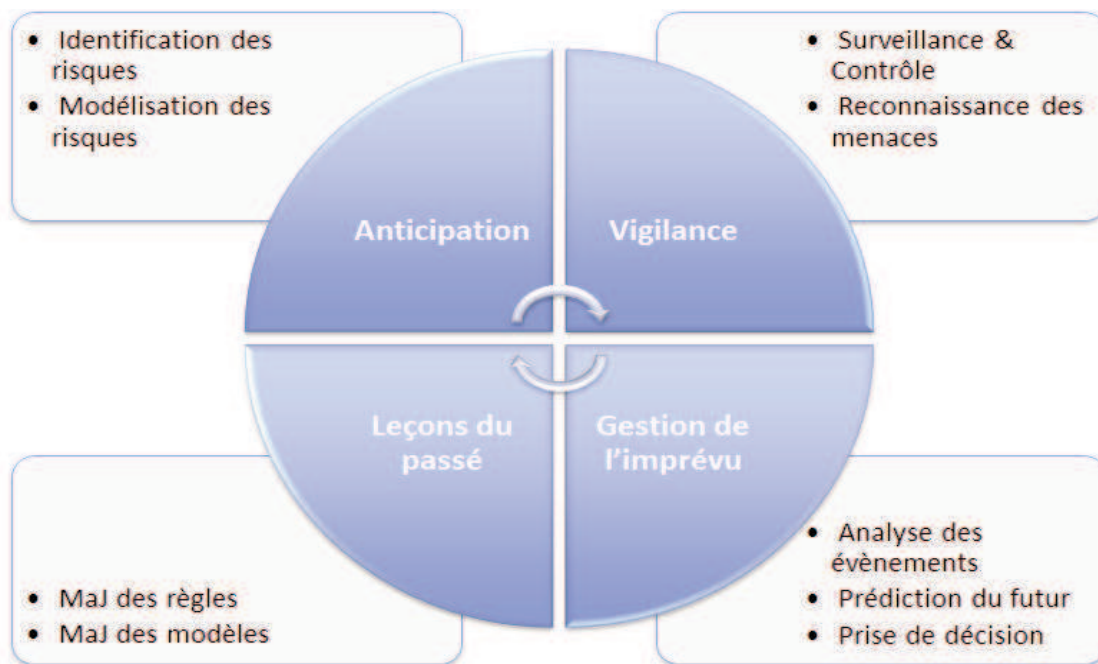 • Identification des
risques
• Modélisation des
risques
• Surveillance &
Contrôle
• Reconnaissance des
menaces
Anticipation
Vigilance
Leçons du
passé
Gestion de
l’imprévu
• MaJ des règles
• MaJ des modèles
• Analyse des
évènements
• Prédiction du futur
• Prise de décision